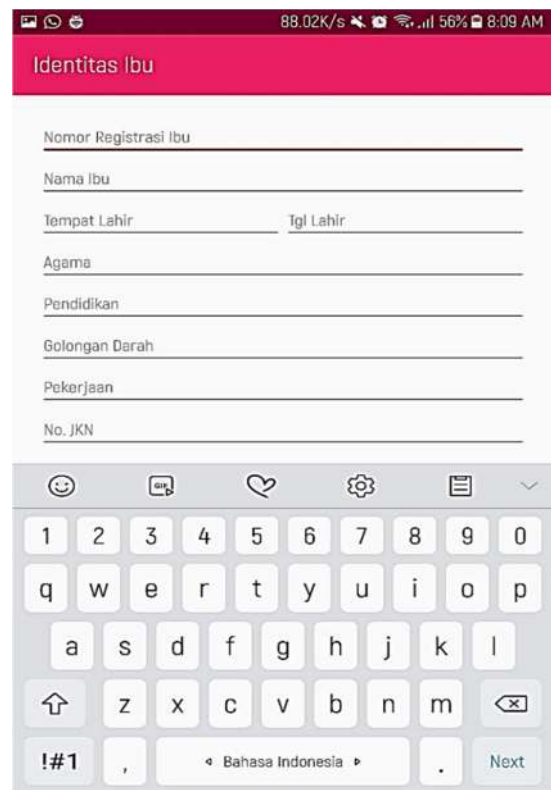 88.02K/s 56% 8:09 AM
Identitas Ibu
Nomor Registrasi Ibu
Nama Ibu
Tempat Lahir Tgl Lahir
Agama
Pendidikan
Golongan Darah
Pekerjaan
No. JKN
GIF
1 2 3 4 5 6 7 8 9 0
q w e r t y u i o p
a s d f g h j k l
z x c v b n m
!#1 , Bahasa Indonesia . Next